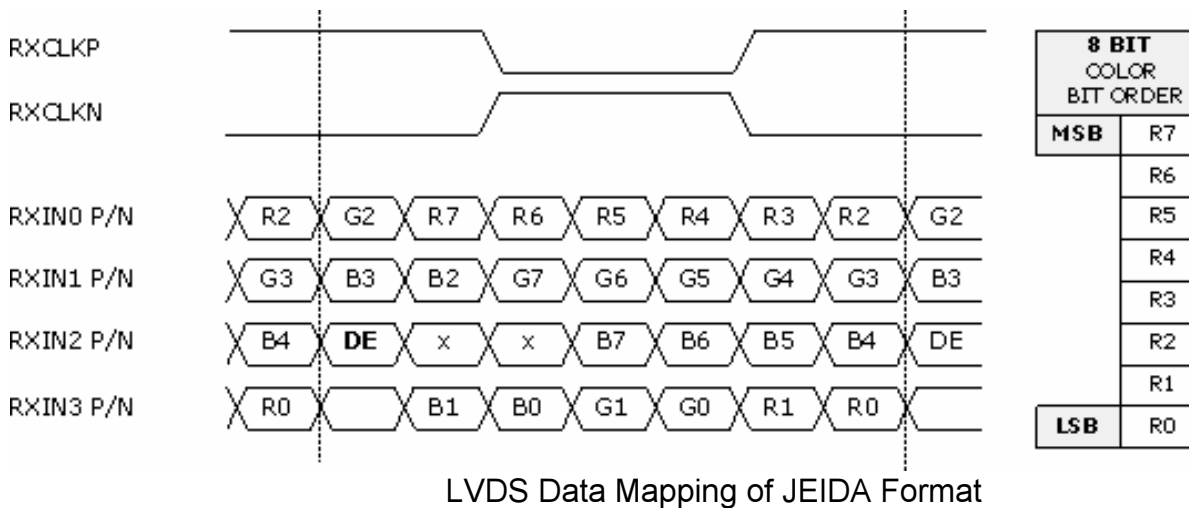 RXCLKP
RXCLKN
RXIN0 P/N R2 G2 R7 R6 R5 R4 R3 R2 G2
RXIN1 P/N G3 B3 B2 G7 G6 G5 G4 G3 B3
RXIN2 P/N B4 DE x x B7 B6 B5 B4 DE
RXIN3 P/N R0 B1 B0 G1 G0 R1 R0
8 BIT
COLOR
BIT ORDER
MSB R7
R6
R5
R4
R3
R2
R1
LSB R0
LVDS Data Mapping of JEIDA Format